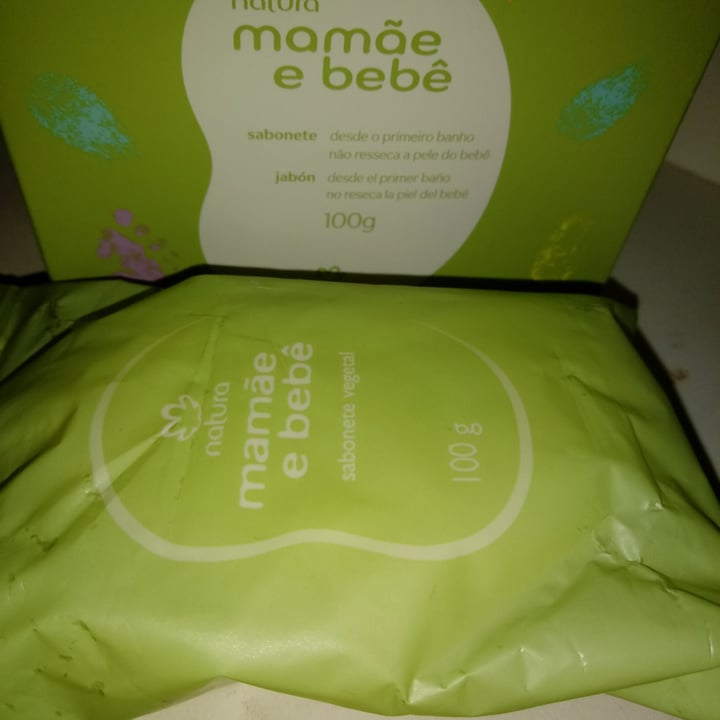 natura
mamãe
e bebê
sabonete desde o primeiro banho
não resseca a pele do bebê
jabón desde el primer baño
no reseca la piel del bebé
100g
natura
mamãe
e bebê
sabonete vegetal
100 g